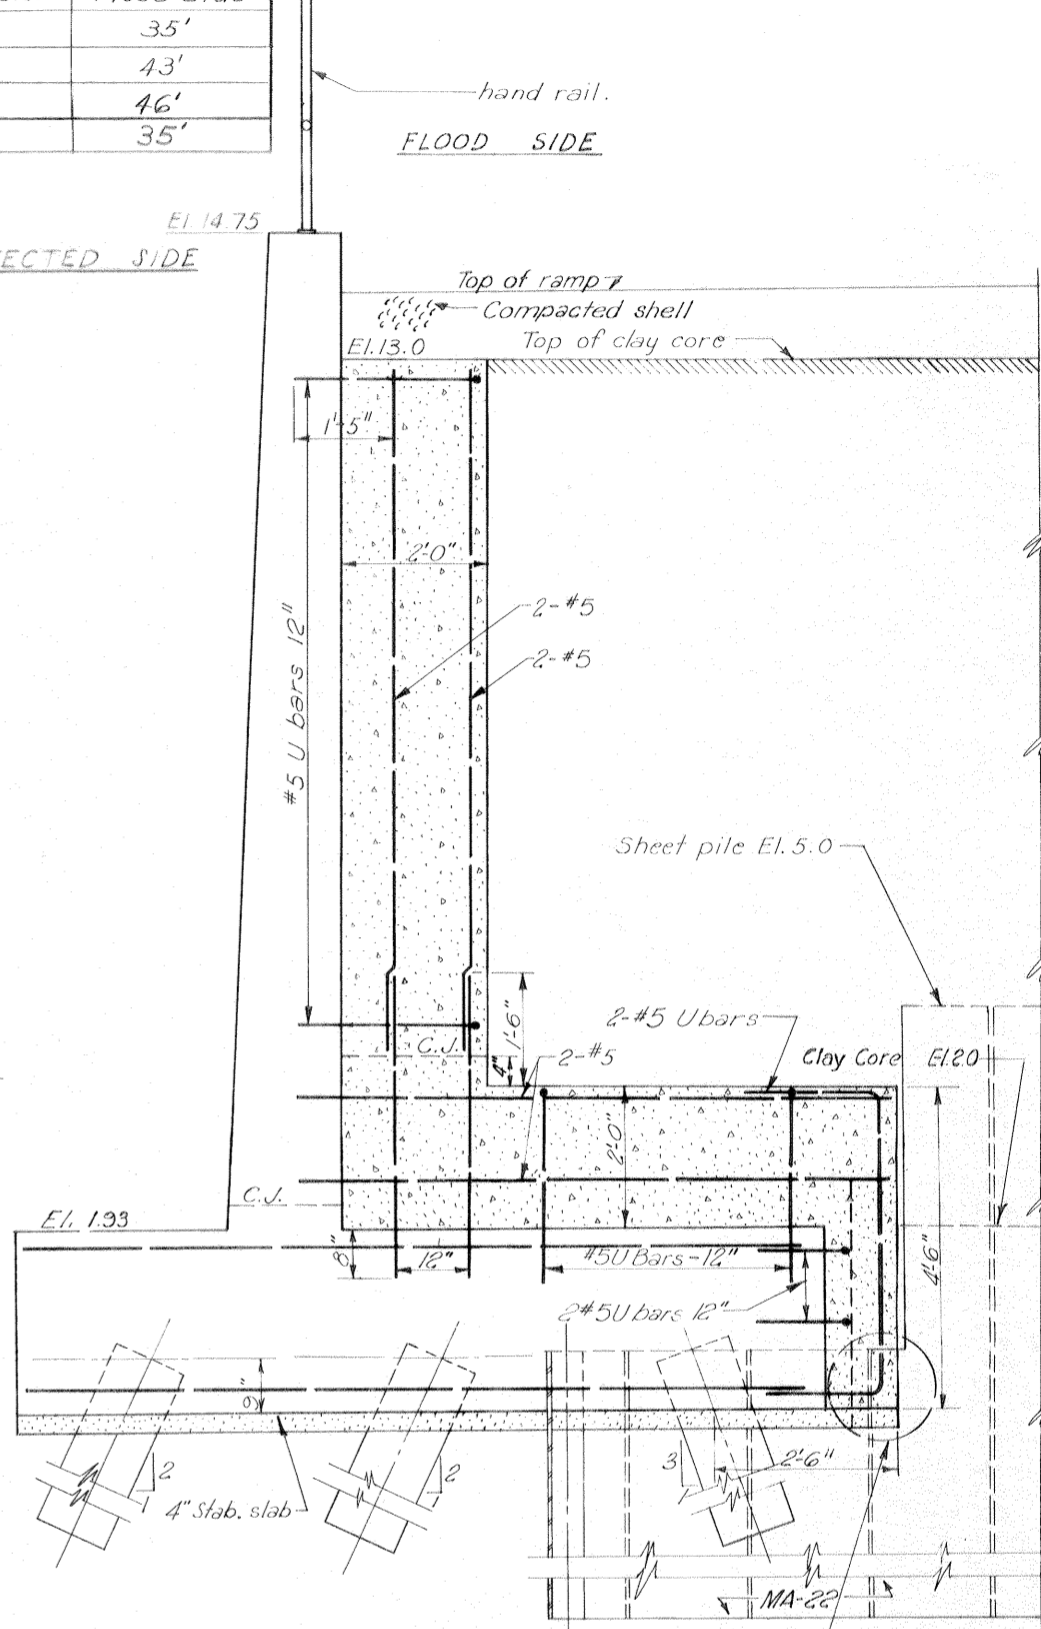 35'
43'
46'
35'
hand rail.
FLOOD SIDE
El. 14.75
ECTED SIDE
Top of ramp
Compacted shell
El. 13.0
Top of clay core
1'-5"
2'-0"
2-#5
2-#5
#5 U bars 12"
Sheet pile El. 5.0
1'-6"
2-#5 U bars
C.J.
4"
2-#5
Clay Core
El 2.0
2'-0"
C.J.
El. 1.93
8"
12"
#5 U Bars-12"
4'-6"
2#5 U bars 12"
9"
2
2
3
2'-6"
4" Stab. slab
MA-22